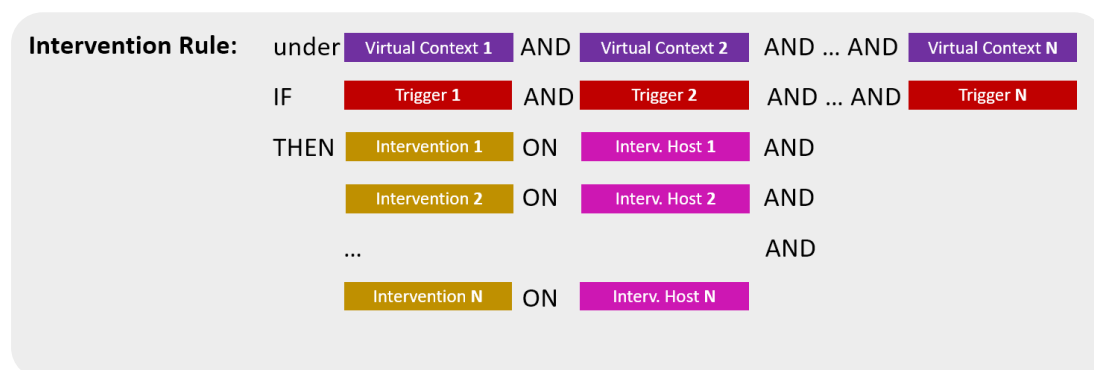 Intervention Rule: under Virtual Context 1 AND Virtual Context 2 AND ... AND Virtual Context N
IF Trigger 1 AND Trigger 2 AND ... AND Trigger N
THEN Intervention 1 ON Interv. Host 1 AND
Intervention 2 ON Interv. Host 2 AND
... AND
Intervention N ON Interv. Host N